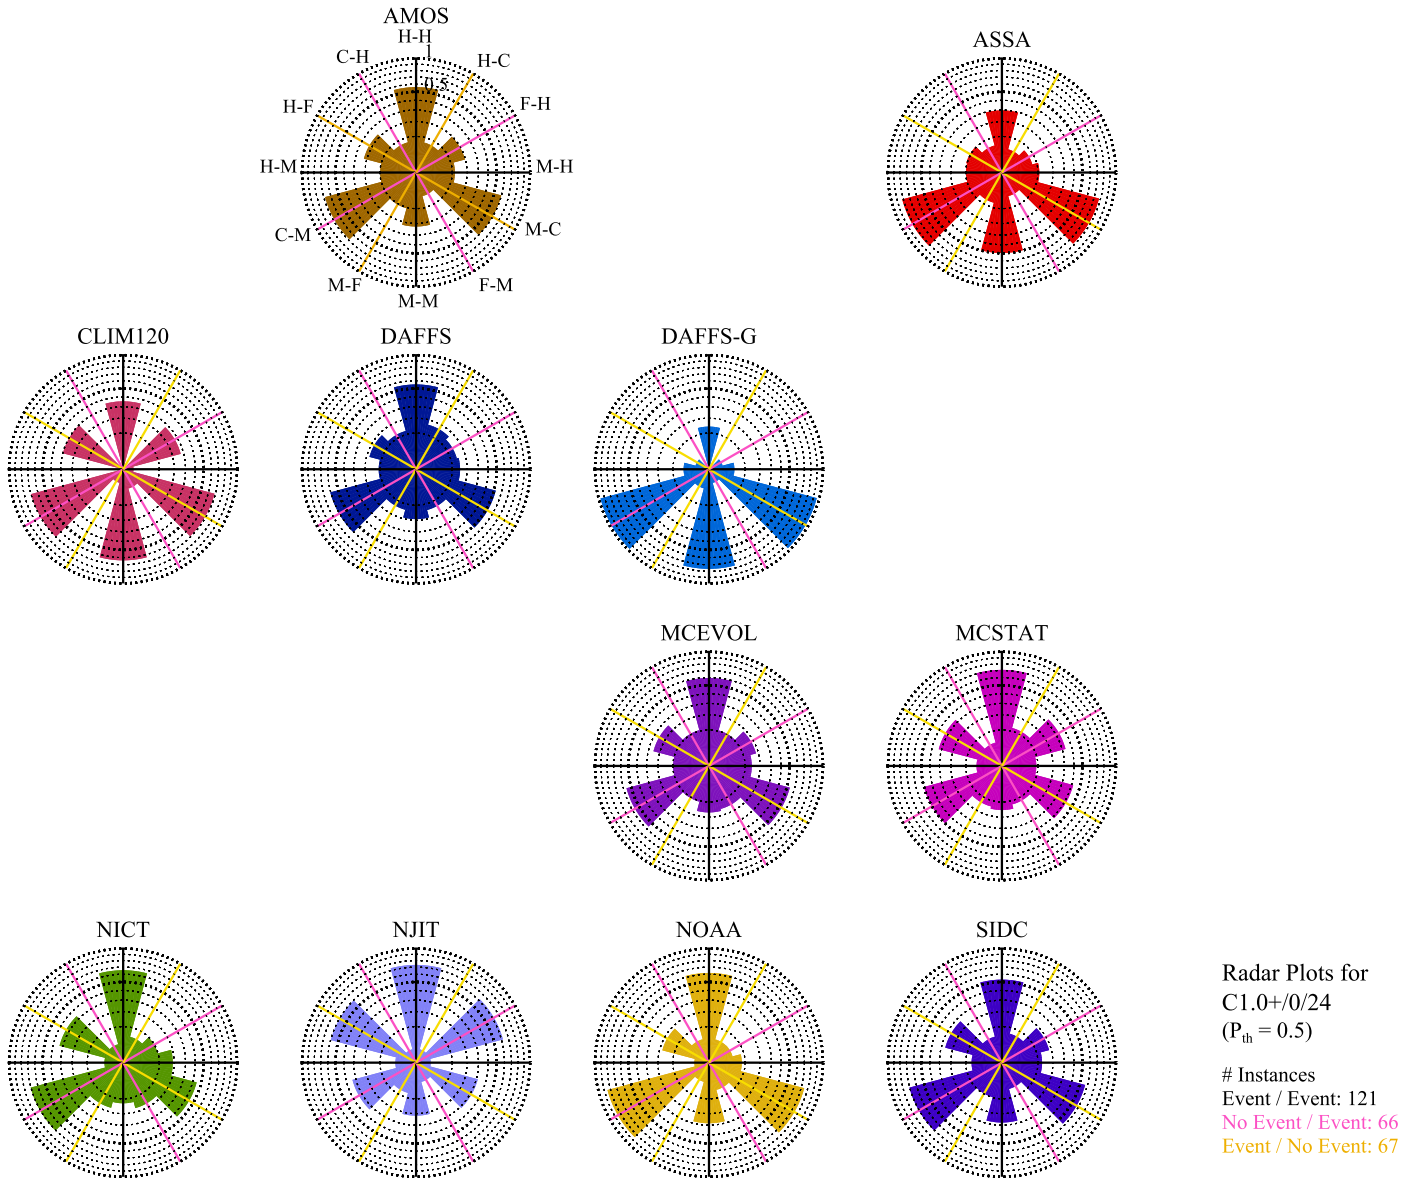 AMOS
H-H
1
0.5
C-H
H-C
H-F
F-H
H-M
M-H
C-M
M-C
M-F
F-M
M-M
ASSA
CLIM120
DAFFS
DAFFS-G
MCEVOL
MCSTAT
NICT
NJIT
NOAA
SIDC
Radar Plots for
C1.0+/0/24
(Pth = 0.5)
# Instances
Event / Event: 121
No Event / Event: 66
Event / No Event: 67